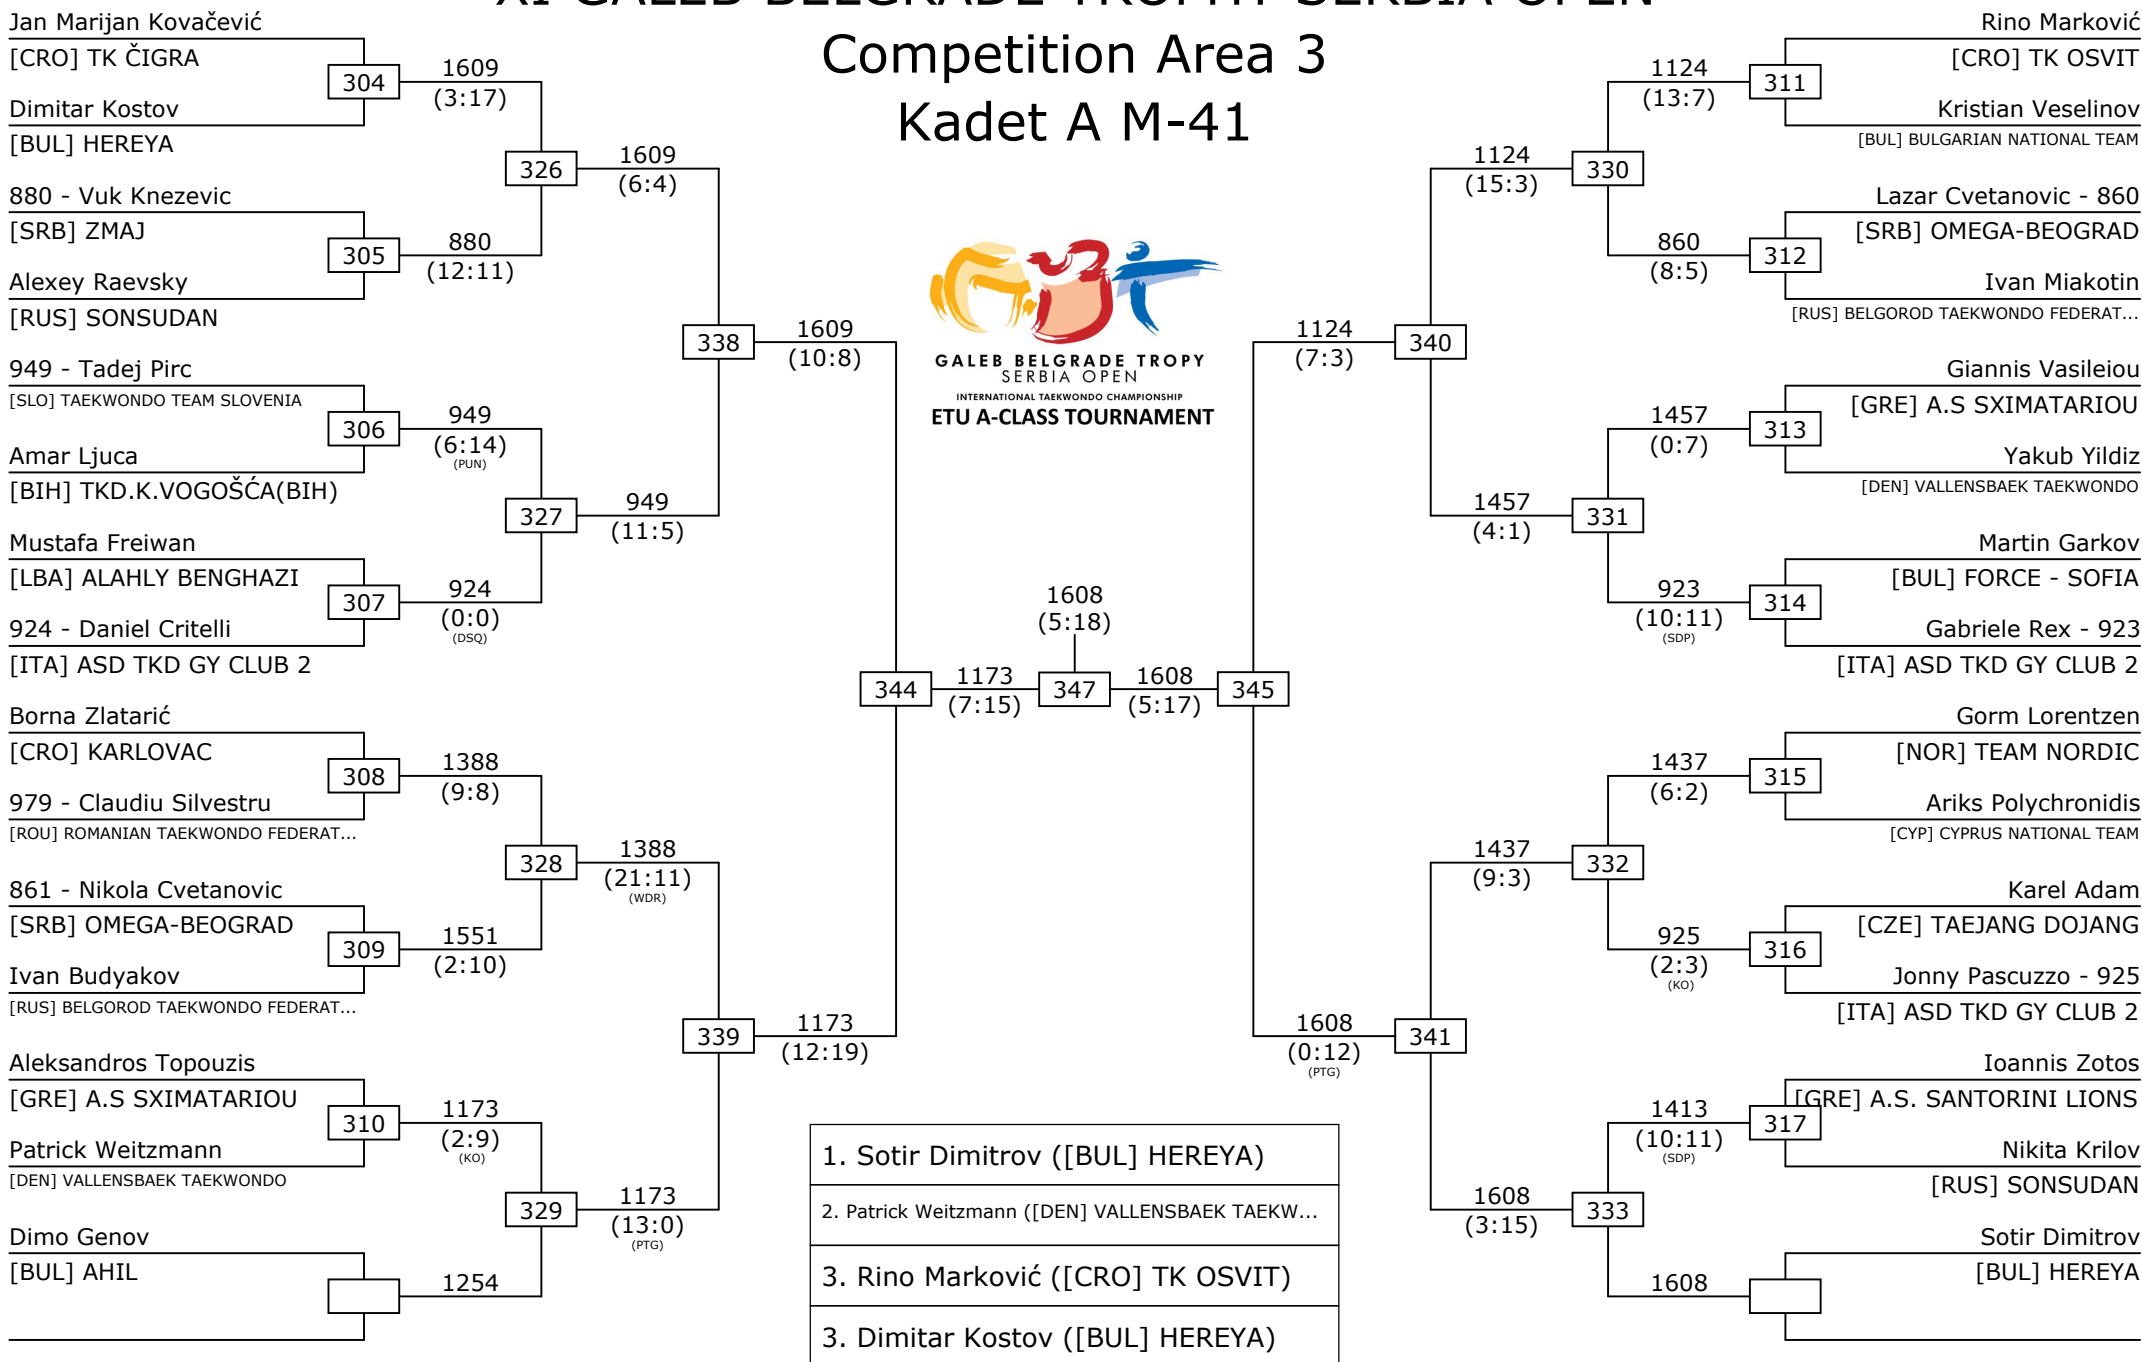 XI GALEB BELGRADE TROPHY SERBIA OPEN
Competition Area 3
Kadet A M-41
Jan Marijan Kovačević
[CRO] TK ČIGRA
304
1609
(3:17)
Dimitar Kostov
[BUL] HEREYA
326
1609
(6:4)
880 - Vuk Knezevic
[SRB] ZMAJ
305
880
(12:11)
Alexey Raevsky
[RUS] SONSUDAN
338
1609
(10:8)
949 - Tadej Pirc
[SLO] TAEKWONDO TEAM SLOVENIA
306
949
(6:14)
(PUN)
Amar Ljuca
[BIH] TKD.K.VOGOŠĆA(BIH)
327
949
(11:5)
Mustafa Freiwan
[LBA] ALAHLY BENGHAZI
307
924
(0:0)
(DSQ)
924 - Daniel Critelli
[ITA] ASD TKD GY CLUB 2
Borna Zlatarić
[CRO] KARLOVAC
308
1388
(9:8)
979 - Claudiu Silvestru
[ROU] ROMANIAN TAEKWONDO FEDERAT...
328
1388
(21:11)
(WDR)
861 - Nikola Cvetanovic
[SRB] OMEGA-BEOGRAD
309
1551
(2:10)
Ivan Budyakov
[RUS] BELGOROD TAEKWONDO FEDERAT...
339
1173
(12:19)
Aleksandros Topouzis
[GRE] A.S SXIMATARIOU
310
1173
(2:9)
(KO)
Patrick Weitzmann
[DEN] VALLENSBAEK TAEKWONDO
329
1173
(13:0)
(PTG)
Dimo Genov
[BUL] AHIL
1254
GALEB BELGRADE TROPY
SERBIA OPEN
INTERNATIONAL TAEKWONDO CHAMPIONSHIP
ETU A-CLASS TOURNAMENT
1608
(5:18)
344
1173
(7:15)
347
1608
(5:17)
345
1. Sotir Dimitrov ([BUL] HEREYA)
2. Patrick Weitzmann ([DEN] VALLENSBAEK TAEKW...
3. Rino Marković ([CRO] TK OSVIT)
3. Dimitar Kostov ([BUL] HEREYA)
Rino Marković
[CRO] TK OSVIT
1124
(13:7)
311
Kristian Veselinov
[BUL] BULGARIAN NATIONAL TEAM
1124
(15:3)
330
Lazar Cvetanovic - 860
[SRB] OMEGA-BEOGRAD
860
(8:5)
312
Ivan Miakotin
[RUS] BELGOROD TAEKWONDO FEDERAT...
1124
(7:3)
340
Giannis Vasileiou
[GRE] A.S SXIMATARIOU
1457
(0:7)
313
Yakub Yildiz
[DEN] VALLENSBAEK TAEKWONDO
1457
(4:1)
331
Martin Garkov
[BUL] FORCE - SOFIA
923
(10:11)
(SDP)
314
Gabriele Rex - 923
[ITA] ASD TKD GY CLUB 2
Gorm Lorentzen
[NOR] TEAM NORDIC
1437
(6:2)
315
Ariks Polychronidis
[CYP] CYPRUS NATIONAL TEAM
1437
(9:3)
332
Karel Adam
[CZE] TAEJANG DOJANG
925
(2:3)
(KO)
316
Jonny Pascuzzo - 925
[ITA] ASD TKD GY CLUB 2
1608
(0:12)
(PTG)
341
Ioannis Zotos
[GRE] A.S. SANTORINI LIONS
1413
(10:11)
(SDP)
317
Nikita Krilov
[RUS] SONSUDAN
1608
(3:15)
333
Sotir Dimitrov
[BUL] HEREYA
1608